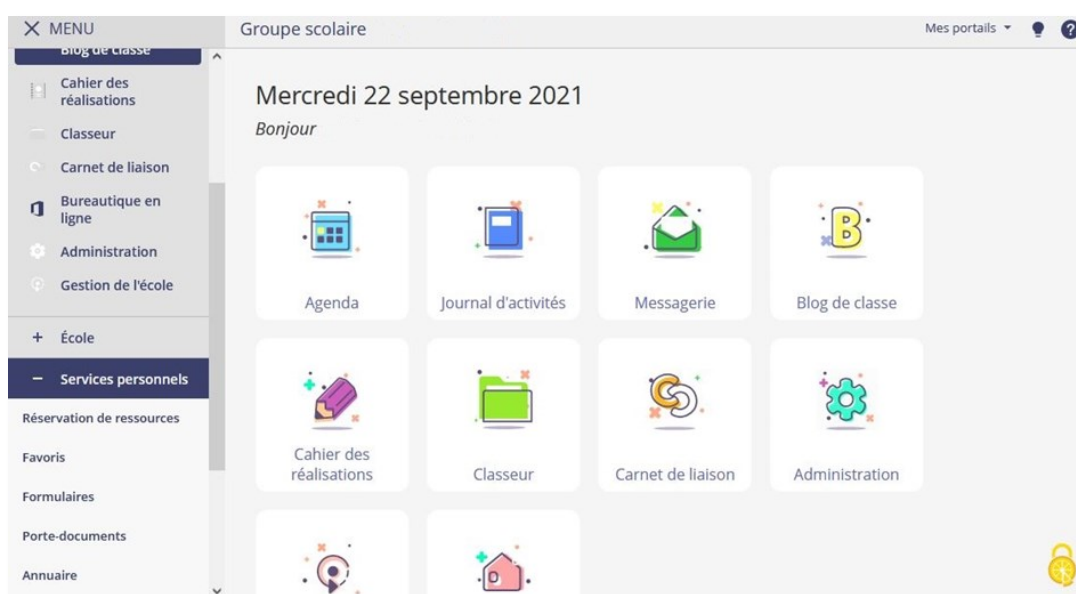 MENU
Groupe scolaire
Mes portails
?
Blog de classe
Cahier des
réalisations
Classeur
Carnet de liaison
Bureautique en
ligne
Administration
Gestion de l'école
+ École
− Services personnels
Réservation de ressources
Favoris
Formulaires
Porte-documents
Annuaire
Mercredi 22 septembre 2021
Bonjour
Agenda
Journal d'activités
Messagerie
B
Blog de classe
Cahier des
réalisations
Classeur
Carnet de liaison
Administration